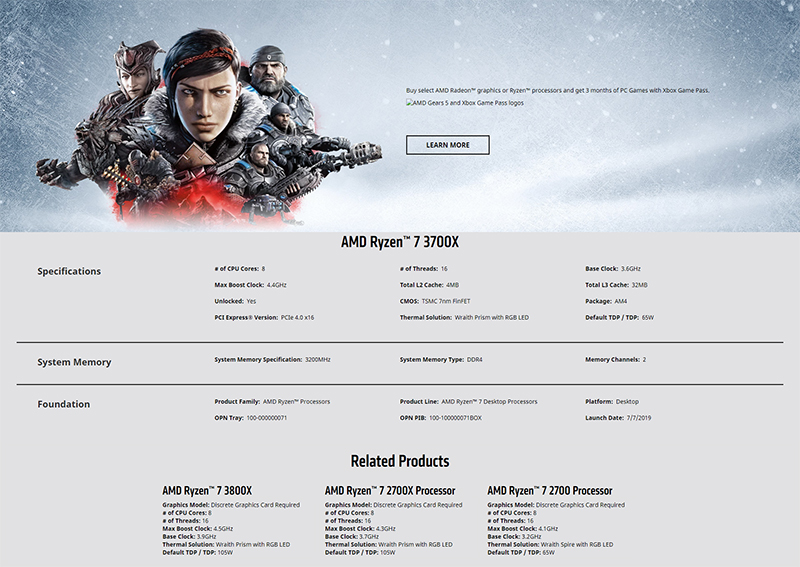 Buy select AMD Radeon™ graphics or Ryzen™ processors and get 3 months of PC Games with Xbox Game Pass.
AMD Gears 5 and Xbox Game Pass logos
LEARN MORE
AMD Ryzen™ 7 3700X
Specifications
# of CPU Cores: 8
# of Threads: 16
Base Clock: 3.6GHz
Max Boost Clock: 4.4GHz
Total L2 Cache: 4MB
Total L3 Cache: 32MB
Unlocked: Yes
CMOS: TSMC 7nm FinFET
Package: AM4
PCI Express® Version: PCIe 4.0 x16
Thermal Solution: Wraith Prism with RGB LED
Default TDP / TDP: 65W
System Memory
System Memory Specification: 3200MHz
System Memory Type: DDR4
Memory Channels: 2
Foundation
Product Family: AMD Ryzen™ Processors
Product Line: AMD Ryzen™ 7 Desktop Processors
Platform: Desktop
OPN Tray: 100-000000071
OPN PIB: 100-100000071BOX
Launch Date: 7/7/2019
Related Products
AMD Ryzen™ 7 3800X
Graphics Model: Discrete Graphics Card Required
# of CPU Cores: 8
# of Threads: 16
Max Boost Clock: 4.5GHz
Base Clock: 3.9GHz
Thermal Solution: Wraith Prism with RGB LED
Default TDP / TDP: 105W
AMD Ryzen™ 7 2700X Processor
Graphics Model: Discrete Graphics Card Required
# of CPU Cores: 8
# of Threads: 16
Max Boost Clock: 4.3GHz
Base Clock: 3.7GHz
Thermal Solution: Wraith Prism with RGB LED
Default TDP / TDP: 105W
AMD Ryzen™ 7 2700 Processor
Graphics Model: Discrete Graphics Card Required
# of CPU Cores: 8
# of Threads: 16
Max Boost Clock: 4.1GHz
Base Clock: 3.2GHz
Thermal Solution: Wraith Spire with RGB LED
Default TDP / TDP: 65W